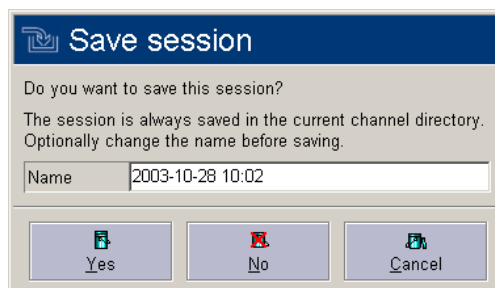 Save session
Do you want to save this session?
The session is always saved in the current channel directory.
Optionally change the name before saving.
Name 2003-10-28 10:02
Yes No Cancel